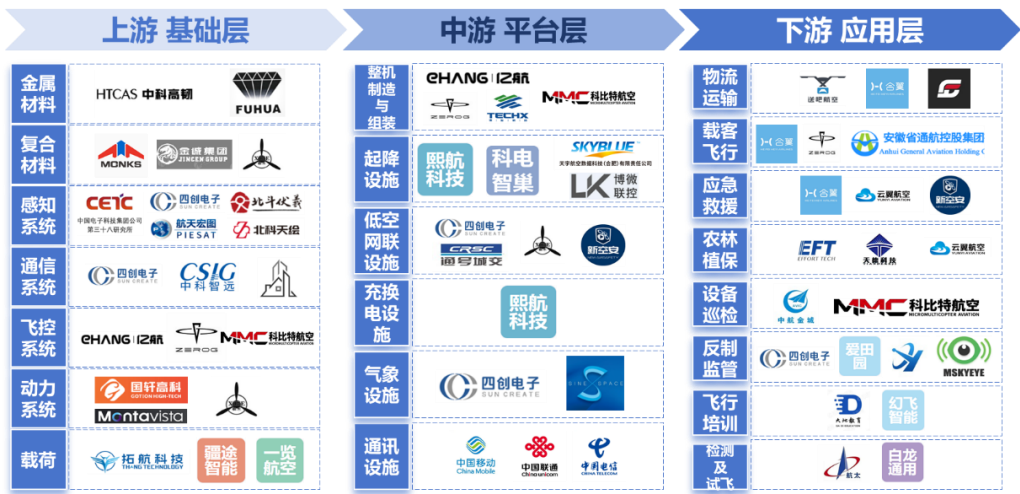 上游 基础层
金属
材料
HTCAS 中科高韧
FUHUA
复合
材料
MONKS
金诚集团
JINCEN GROUP
感知
系统
CETC
中国电子科技集团公司
第三十八研究所
四创电子
SUN CREATE
北斗伏羲
航天宏图
PIESAT
北科天绘
通信
系统
四创电子
SUN CREATE
CSIG
中科智远
飞控
系统
EHANG 亿航
ZEROG
MMC 科比特航空
MICROMULTICOPTER AVIATION
动力
系统
国轩高科
GOTION HIGH-TECH
Montavista
载荷
拓航科技
疆途
智能
一览
航空
中游 平台层
整机
制造
与
组装
EHANG 亿航
ZEROG
TECHX
MMC 科比特航空
MICROMULTICOPTER AVIATION
起降
设施
熙航
科技
科电
智巢
SKYBLUE
天宇航空数据科技(合肥)有限责任公司
LK 博微
联控
低空
网联
设施
四创电子
SUN CREATE
CRSC
通号城交
新空安
充换
电设
施
熙航
科技
气象
设施
四创电子
SUN CREATE
通讯
设施
中国移动
China Mobile
中国联通
China unicom
中国电信
CHINA TELECOM
下游 应用层
物流
运输
送吧航空
合翼
载客
飞行
合翼
ZEROG
安徽省通航控股集团
Anhui General Aviation Holding
应急
救援
合翼
云翼航空
新空安
农林
植保
EFT
EFFORT TECH
云翼航空
设备
巡检
中航金城
MMC 科比特航空
MICROMULTICOPTER AVIATION
反制
监管
四创电子
SUN CREATE
爱田
园
MSKYEYE
飞行
培训
幻飞
智能
检测
及
试飞
航太
白龙
通用